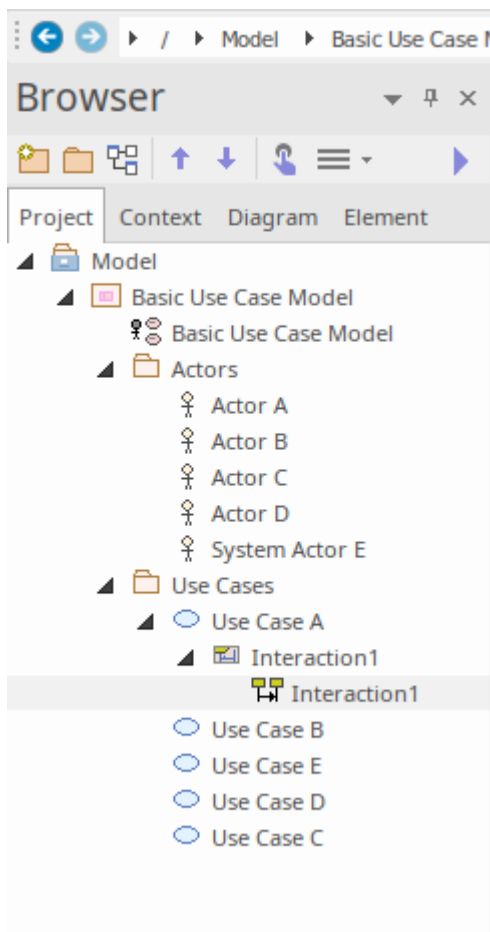 / Model Basic Use Case
Browser
Project Context Diagram Element
Model
Basic Use Case Model
Basic Use Case Model
Actors
Actor A
Actor B
Actor C
Actor D
System Actor E
Use Cases
Use Case A
Interaction1
Interaction1
Use Case B
Use Case E
Use Case D
Use Case C